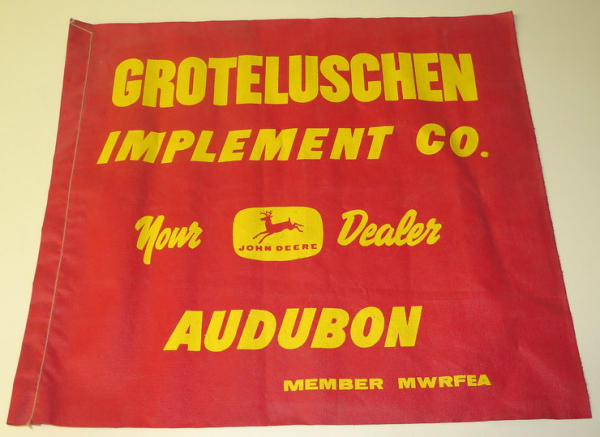 GROTELUSCHEN
IMPLEMENT CO.
Your JOHN DEERE Dealer
AUDUBON
MEMBER MWRFEA